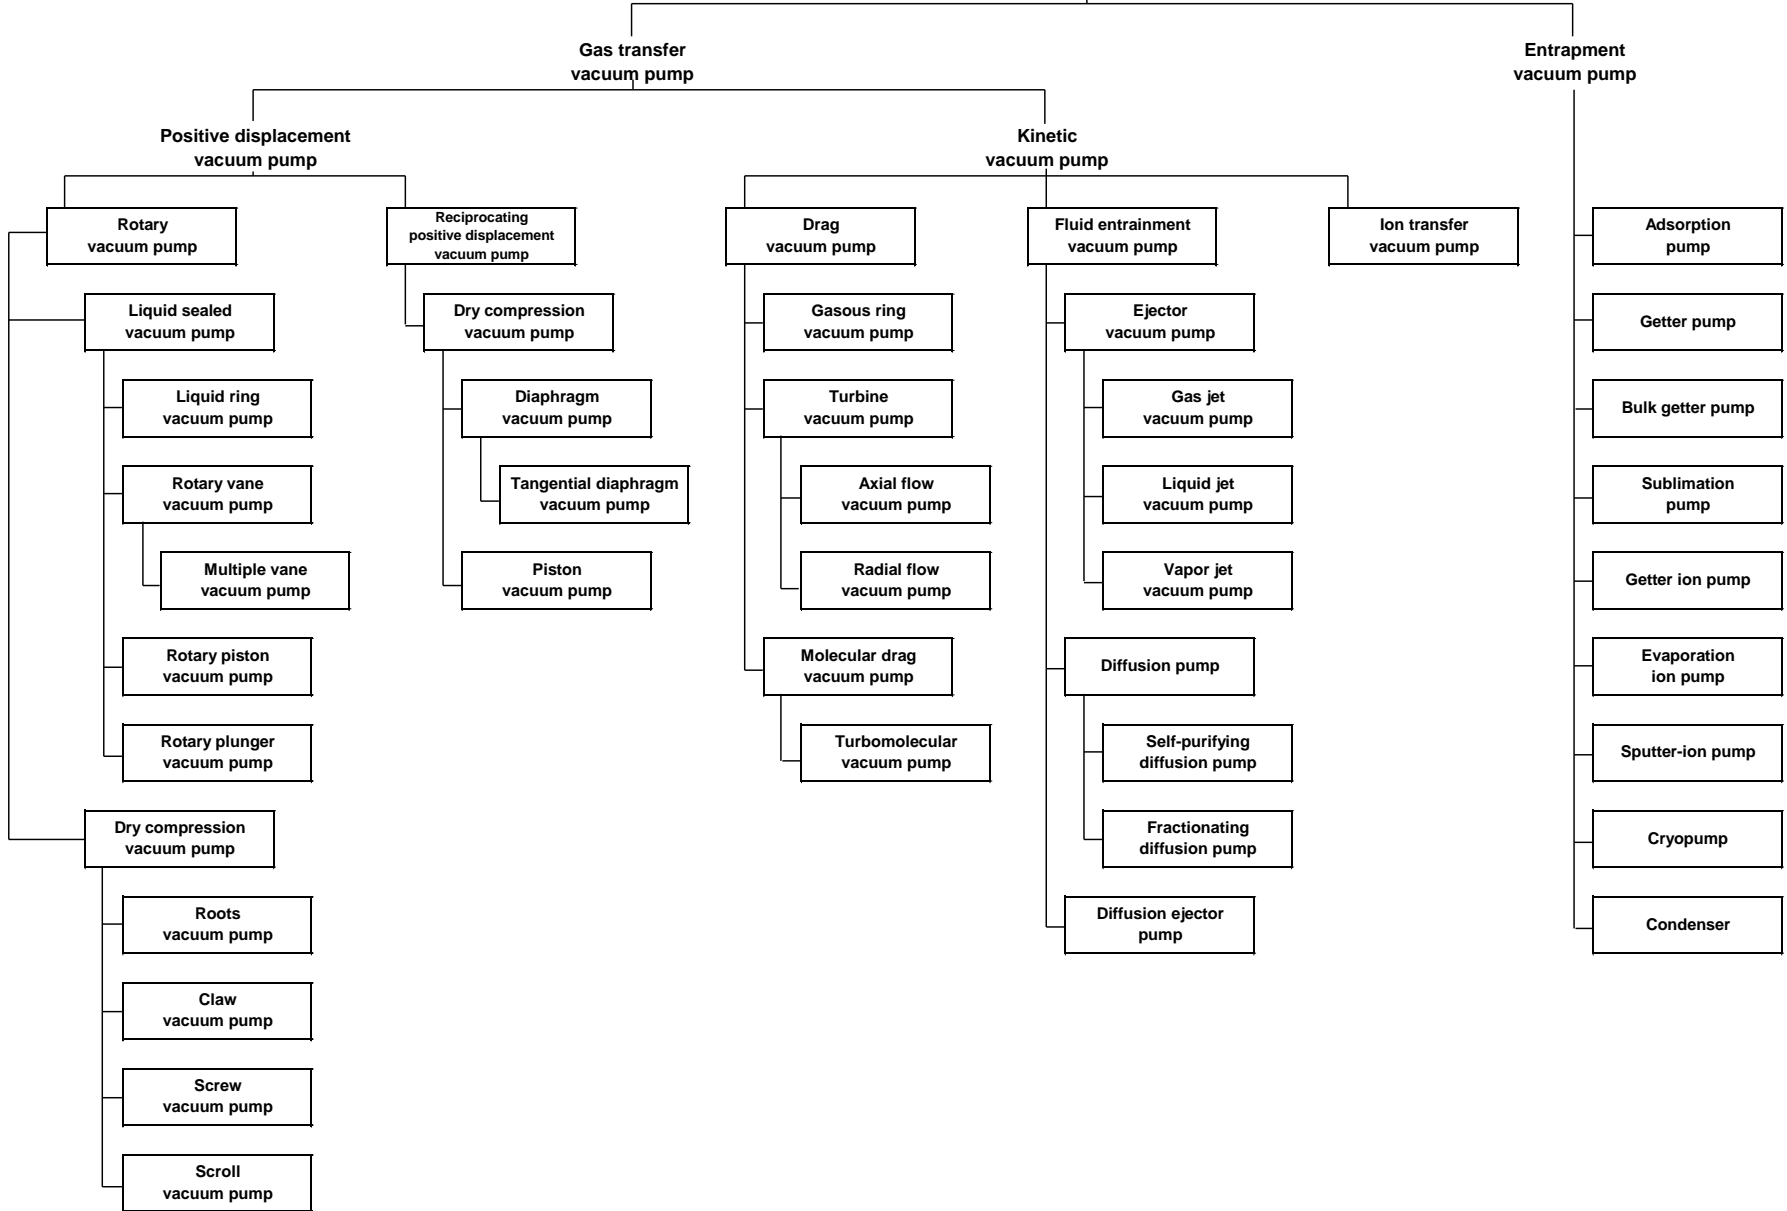 Gas transfer
vacuum pump
Entrapment
vacuum pump
Positive displacement
vacuum pump
Kinetic
vacuum pump
Rotary
vacuum pump
Liquid sealed
vacuum pump
Liquid ring
vacuum pump
Rotary vane
vacuum pump
Multiple vane
vacuum pump
Rotary piston
vacuum pump
Rotary plunger
vacuum pump
Dry compression
vacuum pump
Roots
vacuum pump
Claw
vacuum pump
Screw
vacuum pump
Scroll
vacuum pump
Reciprocating
positive displacement
vacuum pump
Dry compression
vacuum pump
Diaphragm
vacuum pump
Tangential diaphragm
vacuum pump
Piston
vacuum pump
Drag
vacuum pump
Gasous ring
vacuum pump
Turbine
vacuum pump
Axial flow
vacuum pump
Radial flow
vacuum pump
Molecular drag
vacuum pump
Turbomolecular
vacuum pump
Fluid entrainment
vacuum pump
Ejector
vacuum pump
Gas jet
vacuum pump
Liquid jet
vacuum pump
Vapor jet
vacuum pump
Diffusion pump
Self-purifying
diffusion pump
Fractionating
diffusion pump
Diffusion ejector
pump
Ion transfer
vacuum pump
Adsorption
pump
Getter pump
Bulk getter pump
Sublimation
pump
Getter ion pump
Evaporation
ion pump
Sputter-ion pump
Cryopump
Condenser